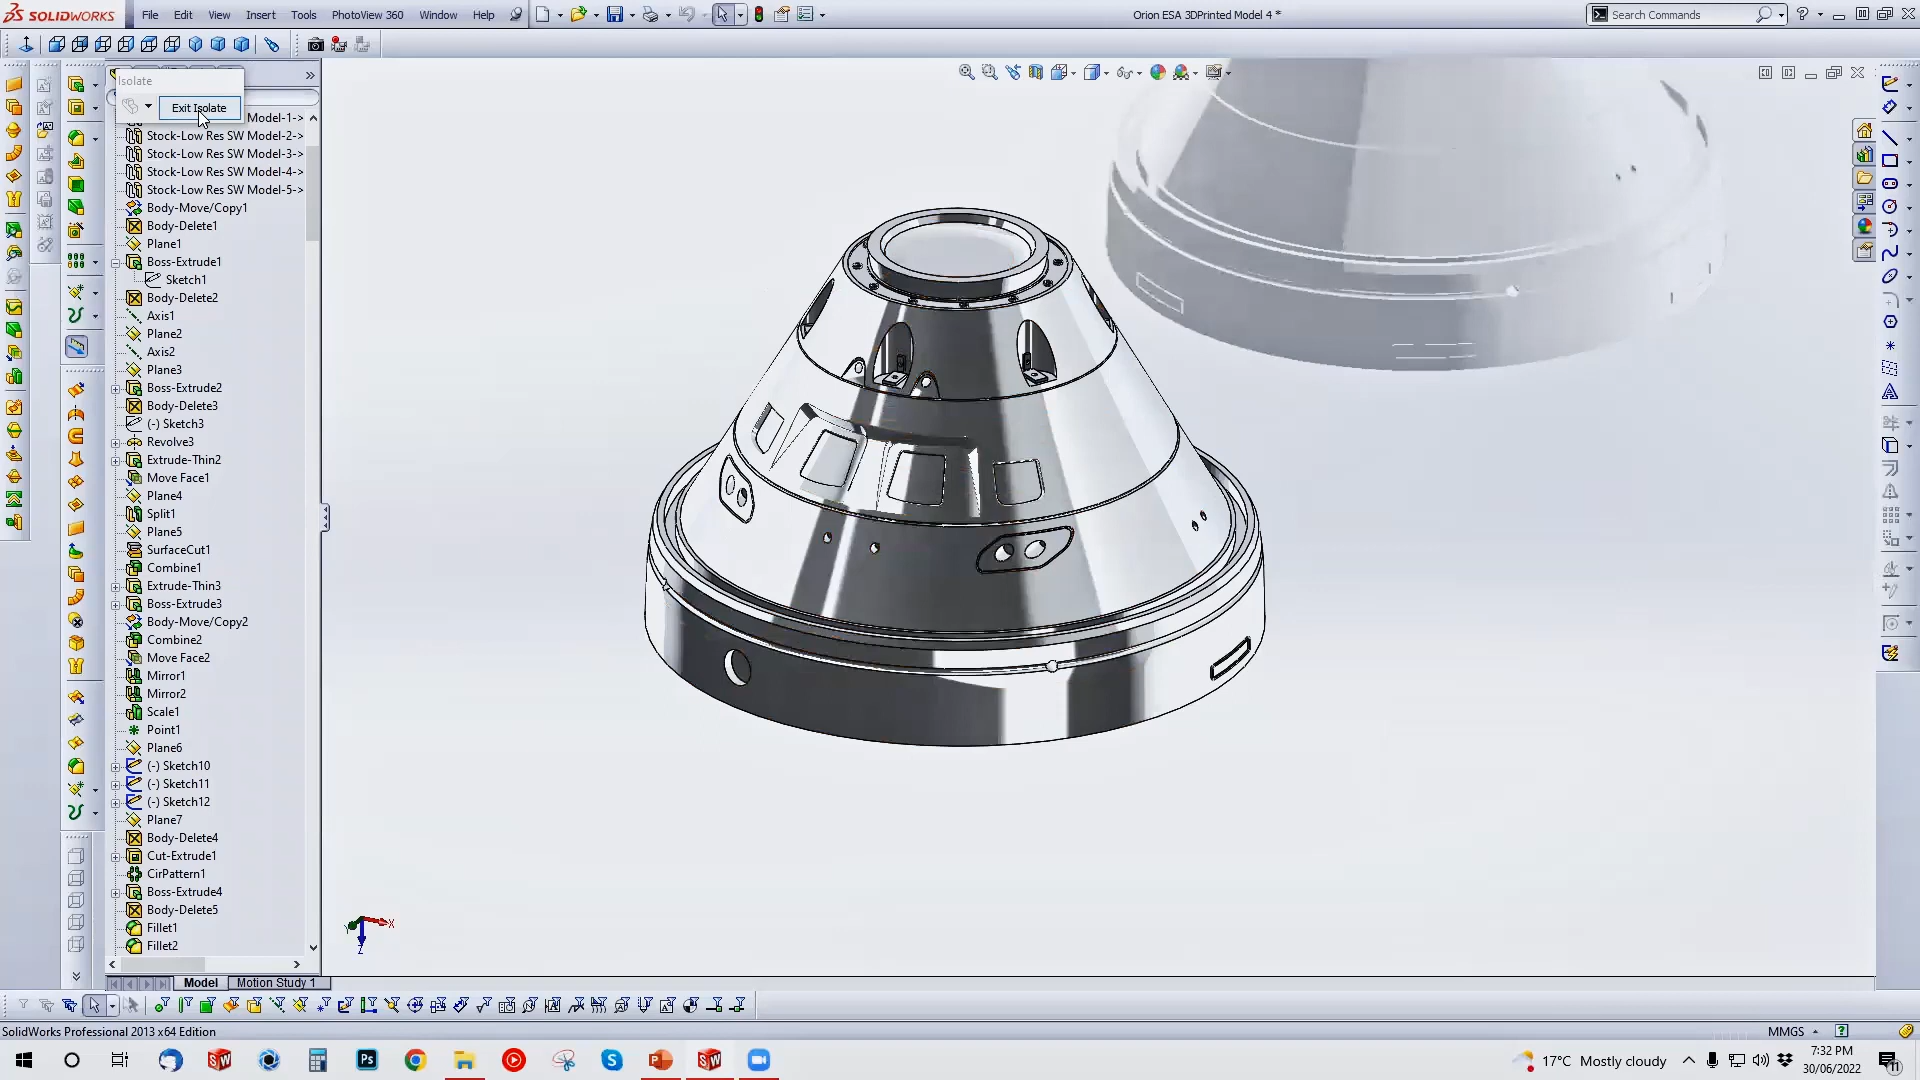 SOLIDWORKS File Edit View Insert Tools PhotoView 360 Window Help Orion ESA 3DPrinted Model 4 * Search Commands
Isolate
Exit Isolate
Model-1->
Stock-Low Res SW Model-2->
Stock-Low Res SW Model-3->
Stock-Low Res SW Model-4->
Stock-Low Res SW Model-5->
Body-Move/Copy1
Body-Delete1
Plane1
Boss-Extrude1
Sketch1
Body-Delete2
Axis1
Plane2
Axis2
Plane3
Boss-Extrude2
Body-Delete3
(-) Sketch3
Revolve3
Extrude-Thin2
Move Face1
Plane4
Split1
Plane5
SurfaceCut1
Combine1
Extrude-Thin3
Boss-Extrude3
Body-Move/Copy2
Combine2
Move Face2
Mirror1
Mirror2
Scale1
Point1
Plane6
(-) Sketch10
(-) Sketch11
(-) Sketch12
Plane7
Body-Delete4
Cut-Extrude1
CirPattern1
Boss-Extrude4
Body-Delete5
Fillet1
Fillet2
X
Y
Z
Model Motion Study 1
SolidWorks Professional 2013 x64 Edition MMGS
17°C Mostly cloudy
7:32 PM
30/06/2022
11